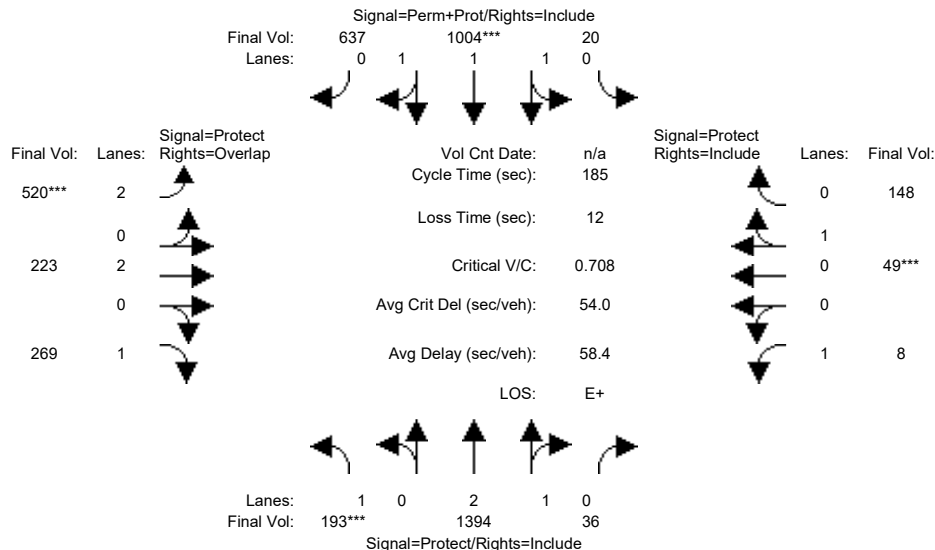 Signal=Perm+Prot/Rights=Include
Final Vol: 637 1004*** 20
Lanes: 0 1 1 1 0
Signal=Protect Signal=Protect
Final Vol: Lanes: Rights=Overlap Vol Cnt Date: n/a Rights=Include Lanes: Final Vol:
Cycle Time (sec): 185
520*** 2 0 148
Loss Time (sec): 12
0 1
223 2 Critical V/C: 0.708 0 49***
0 Avg Crit Del (sec/veh): 54.0 0
269 1 Avg Delay (sec/veh): 58.4 1 8
LOS: E+
Lanes: 1 0 2 1 0
Final Vol: 193*** 1394 36
Signal=Protect/Rights=Include